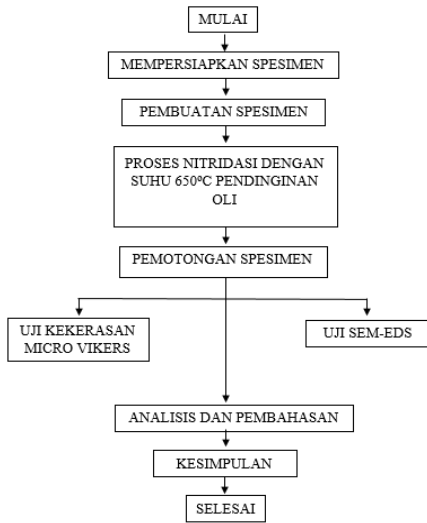 MULAI
MEMPERSIAPKAN SPESIMEN
PEMBUATAN SPESIMEN
PROSES NITRIDASI DENGAN
SUHU 650ºC PENDINGINAN
OLI
PEMOTONGAN SPESIMEN
UJI KEKERASAN
MICRO VIKERS
UJI SEM-EDS
ANALISIS DAN PEMBAHASAN
KESIMPULAN
SELESAI